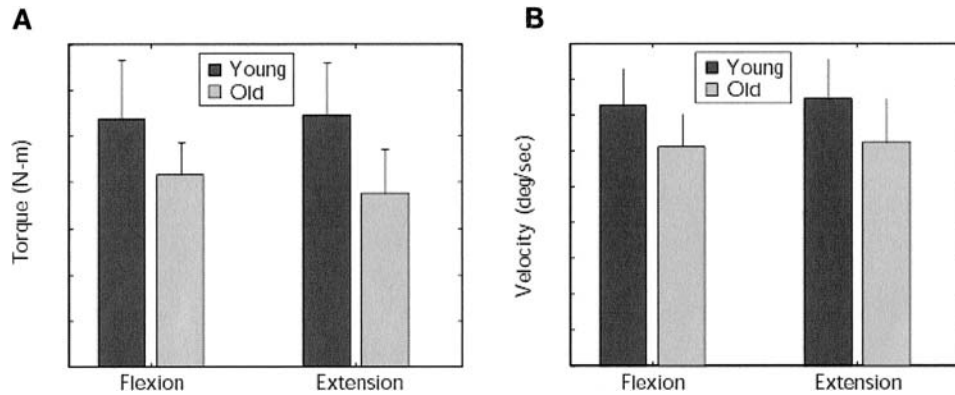 A
Young
Old
Torque (N-m)
Flexion
Extension
B
Young
Old
Velocity (deg/sec)
Flexion
Extension